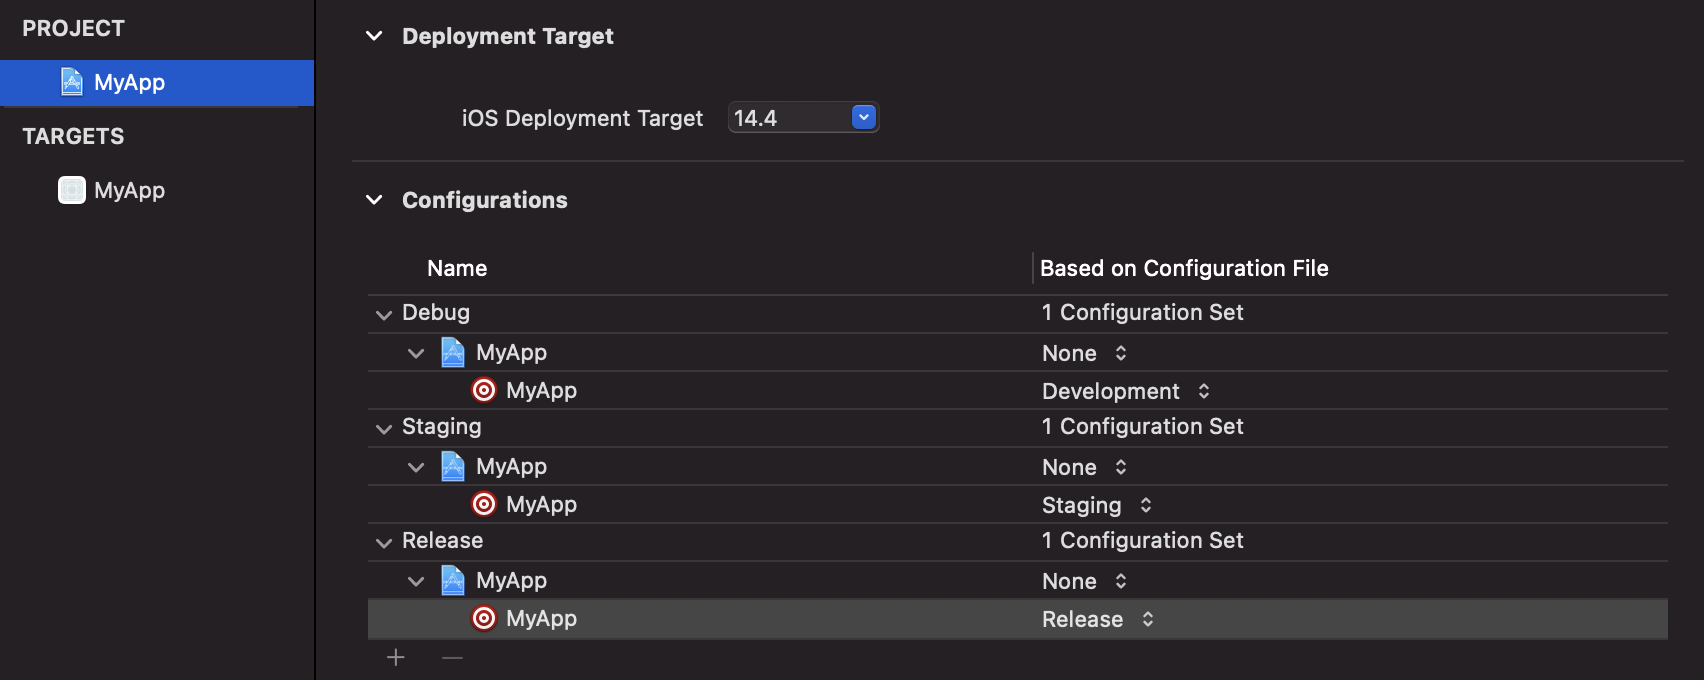 PROJECT
MyApp
TARGETS
MyApp
Deployment Target
iOS Deployment Target 14.4
Configurations
Name Based on Configuration File
Debug 1 Configuration Set
MyApp None
MyApp Development
Staging 1 Configuration Set
MyApp None
MyApp Staging
Release 1 Configuration Set
MyApp None
MyApp Release